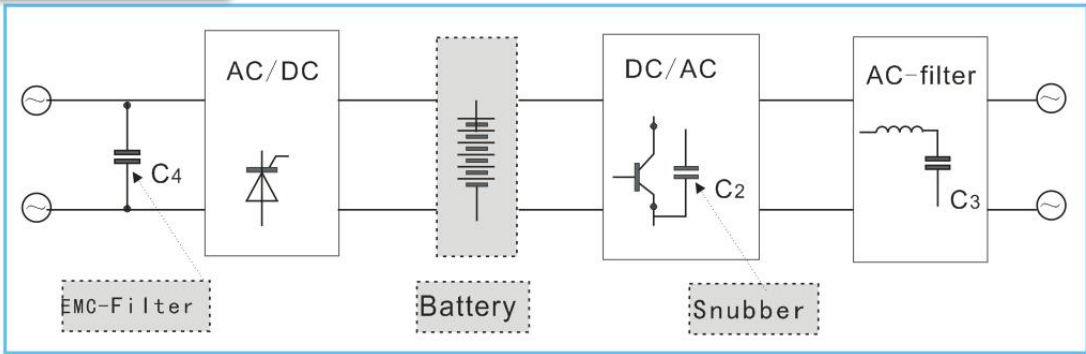 AC/DC
DC/AC
AC-filter
C4
C2
C3
EMC-Filter
Battery
Snubber